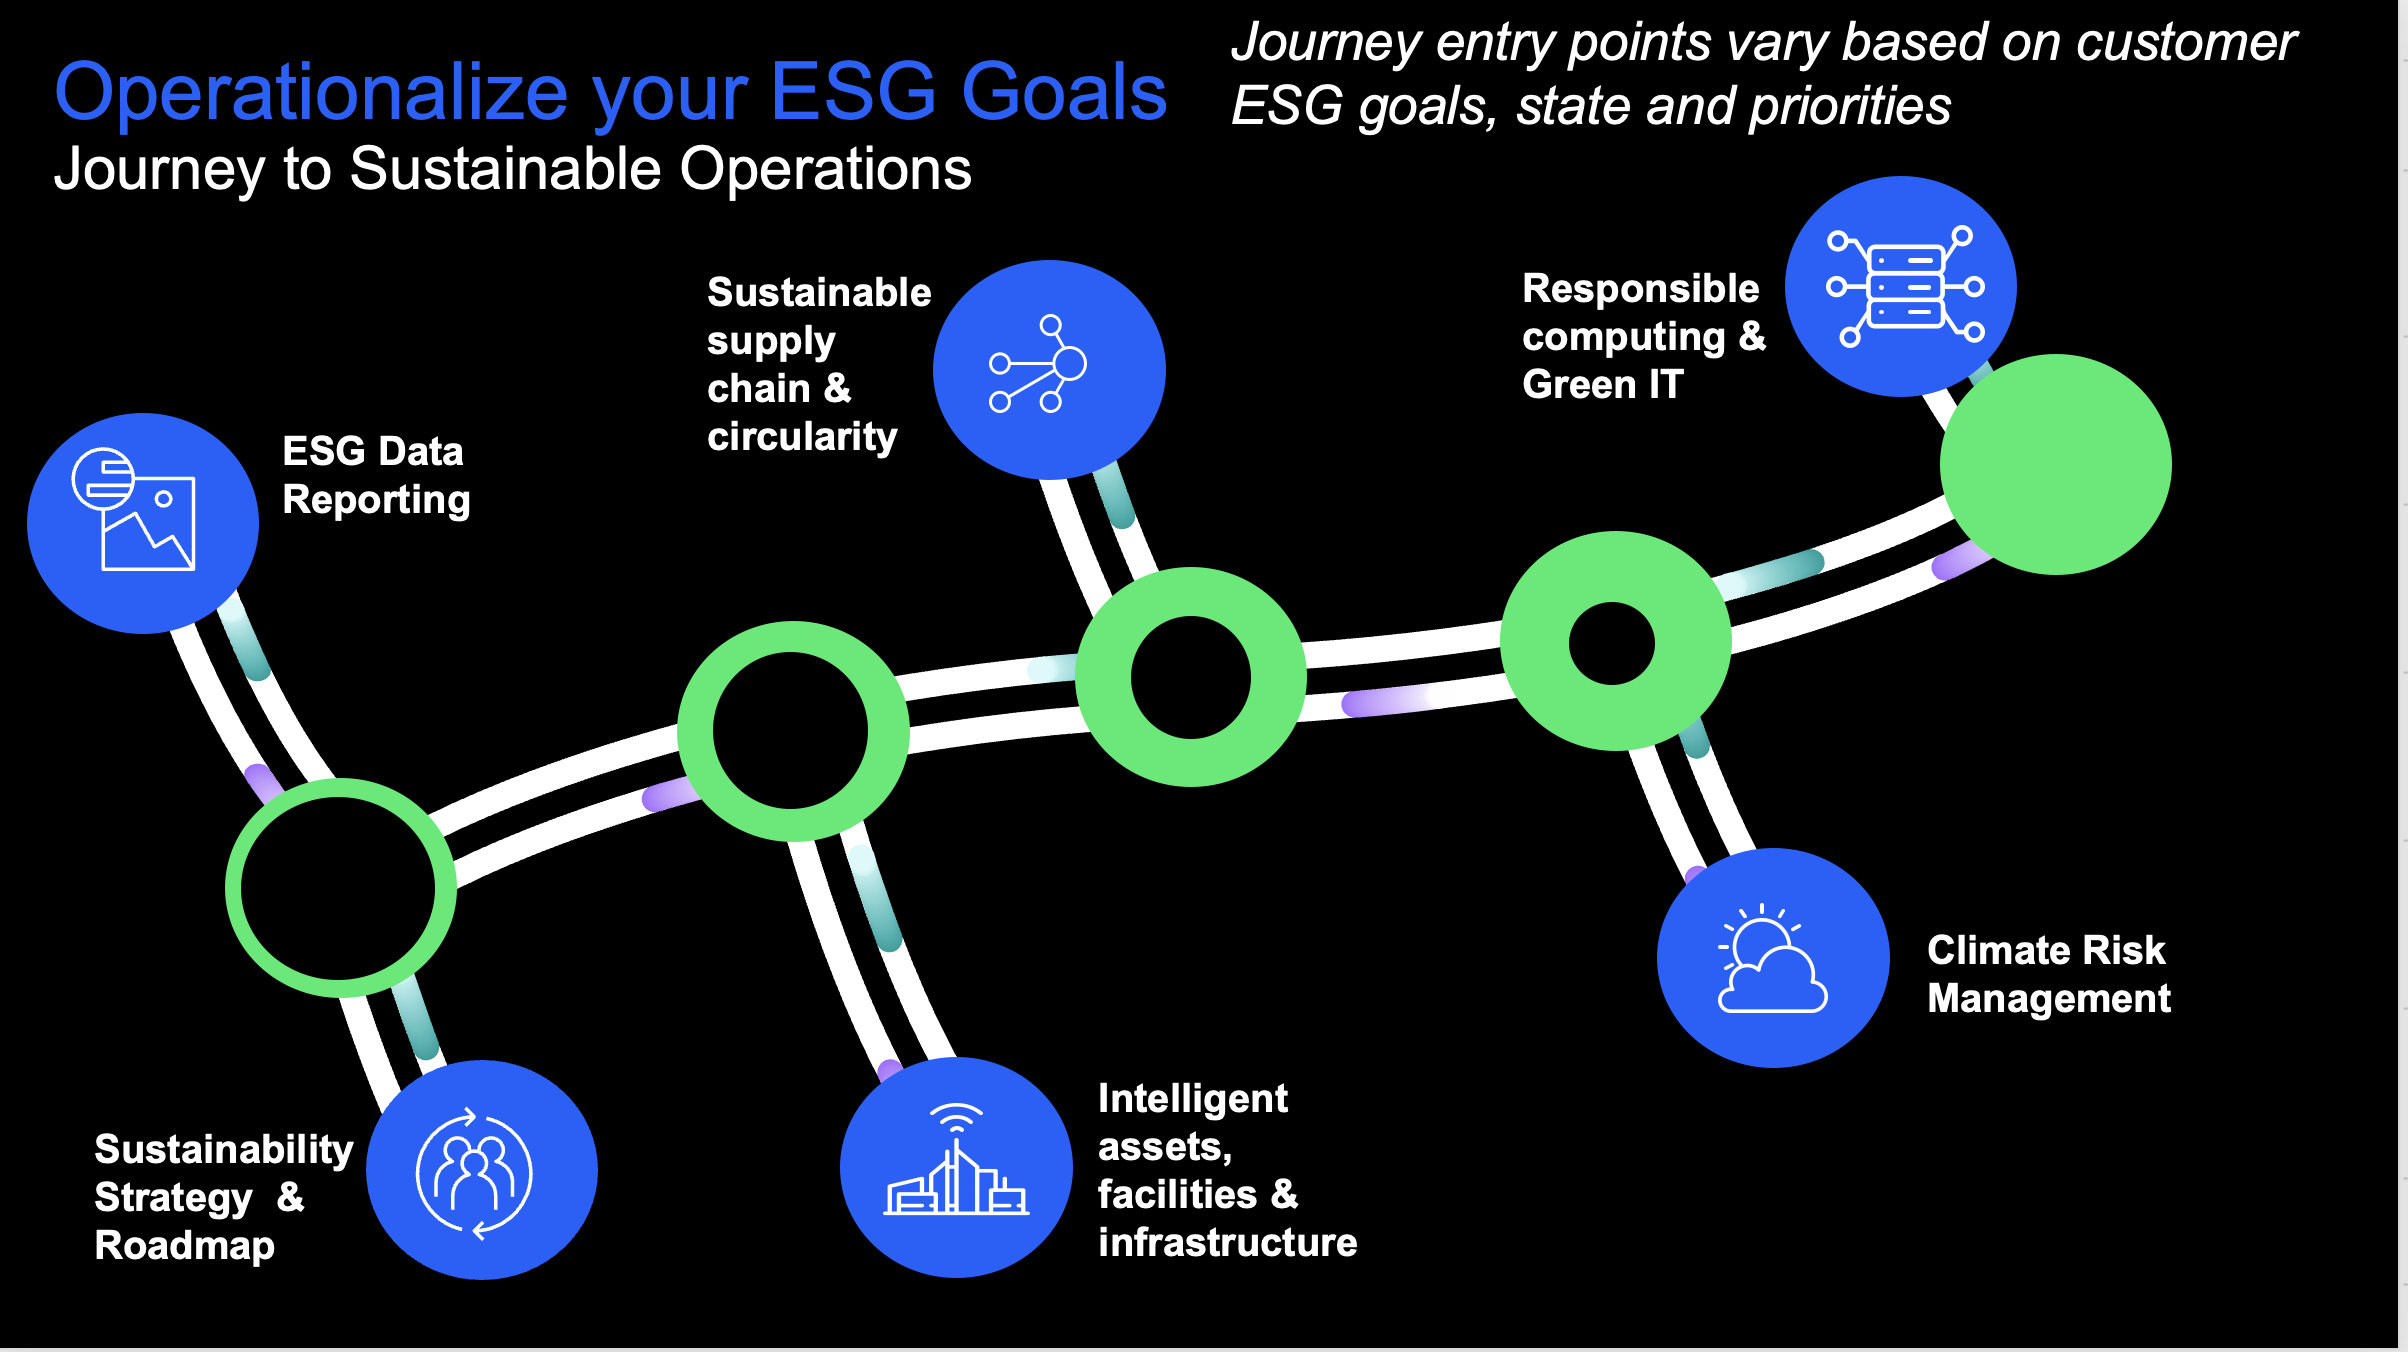 Operationalize your ESG Goals
Journey to Sustainable Operations
Journey entry points vary based on customer
ESG goals, state and priorities
ESG Data
Reporting
Sustainable
supply
chain &
circularity
Responsible
computing &
Green IT
Sustainability
Strategy  &
Roadmap
Intelligent
assets,
facilities &
infrastructure
Climate Risk
Management